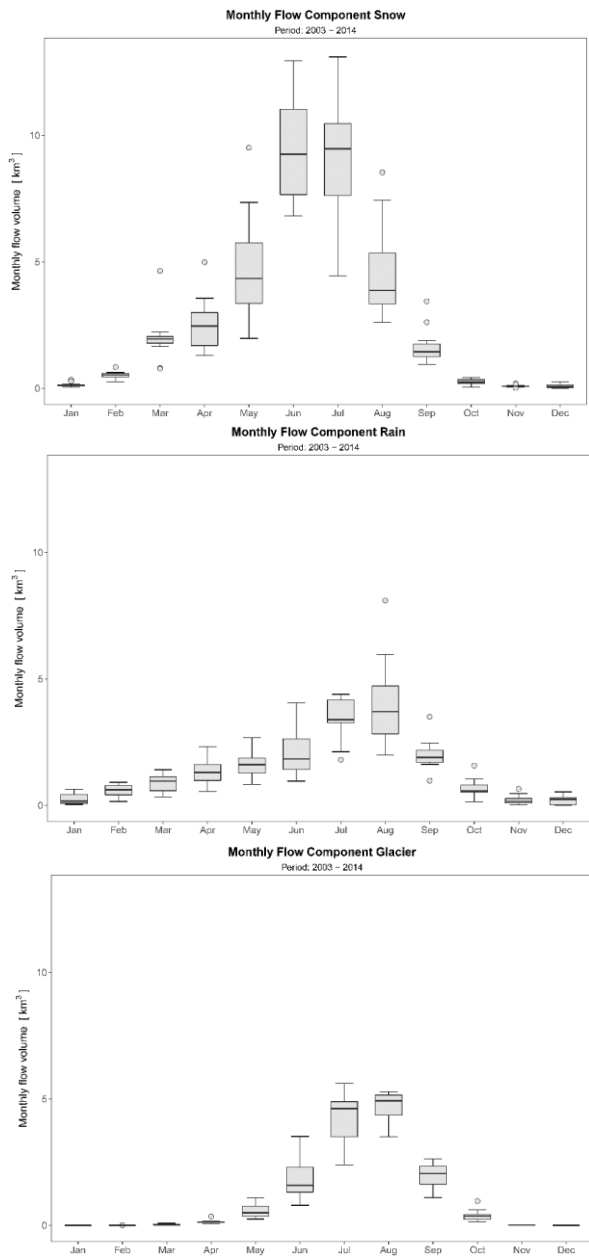 Monthly Flow Component Snow
Period: 2003 – 2014
Monthly flow volume [ km³ ]
10
5
0
Jan Feb Mar Apr May Jun Jul Aug Sep Oct Nov Dec
Monthly Flow Component Rain
Period: 2003 – 2014
Monthly flow volume [ km³ ]
10
5
0
Jan Feb Mar Apr May Jun Jul Aug Sep Oct Nov Dec
Monthly Flow Component Glacier
Period: 2003 – 2014
Monthly flow volume [ km³ ]
10
5
0
Jan Feb Mar Apr May Jun Jul Aug Sep Oct Nov Dec